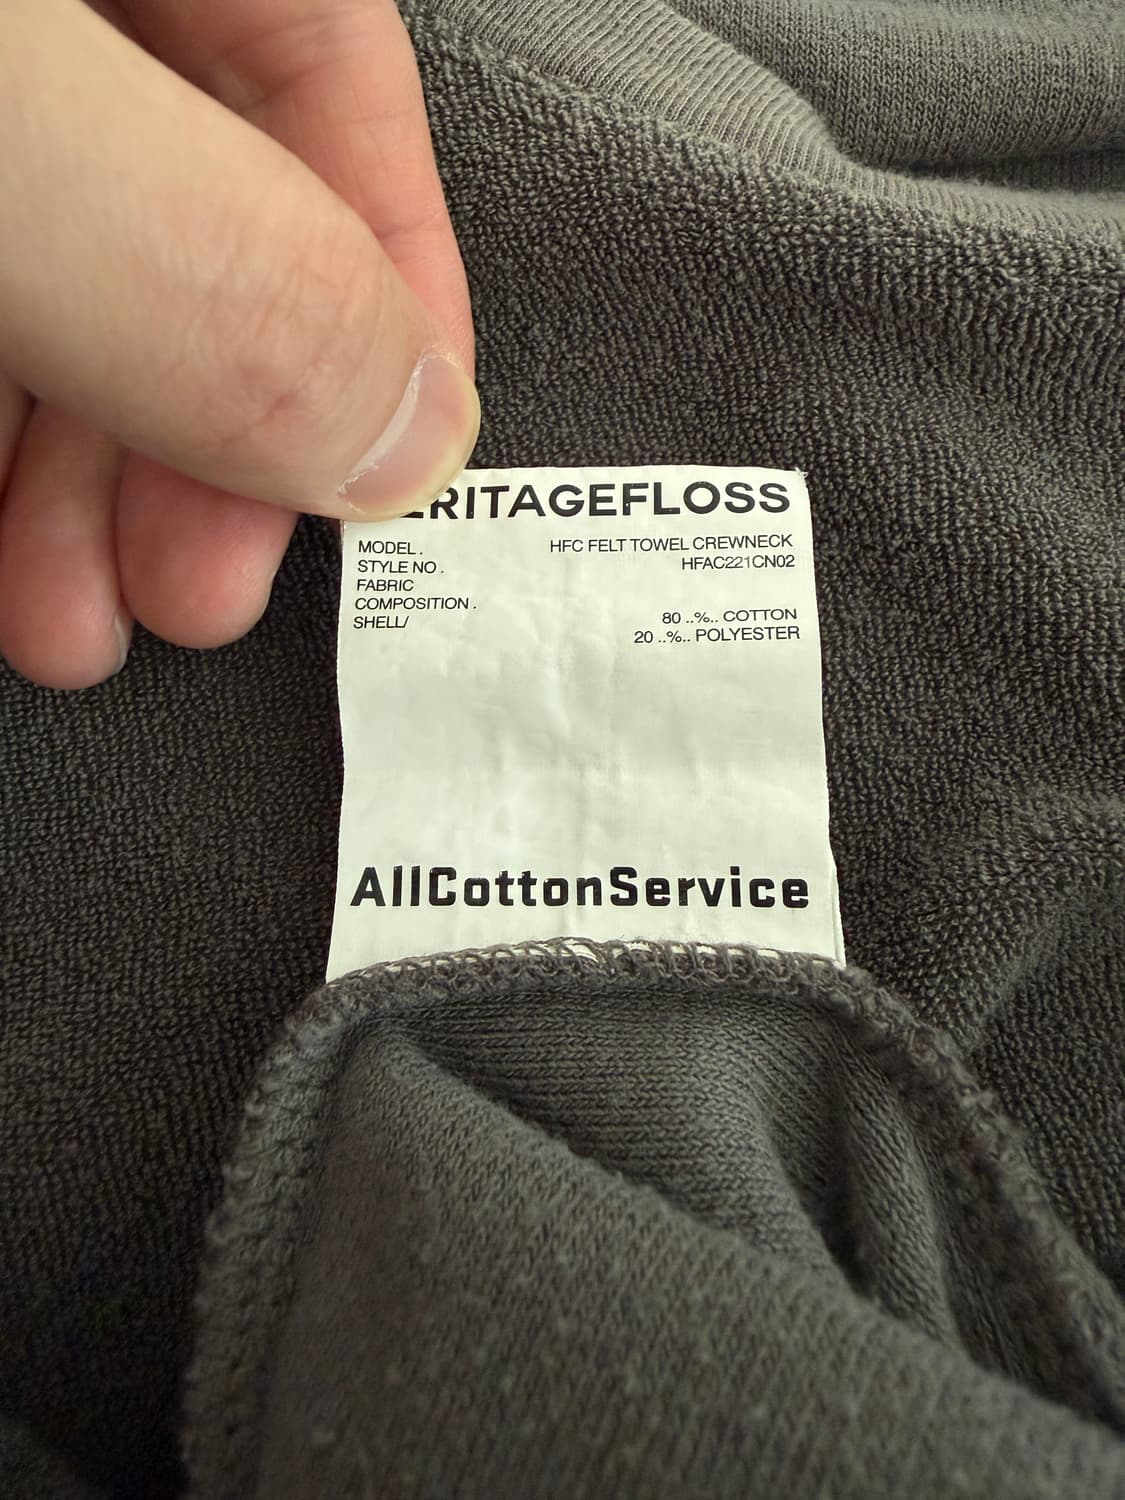 ERITAGEFLOSS
MODEL . HFC FELT TOWEL CREWNECK
STYLE NO . HFAC221CN02
FABRIC
COMPOSITION .
SHELL/ 80 ..%.. COTTON
20 ..%.. POLYESTER
AllCottonService